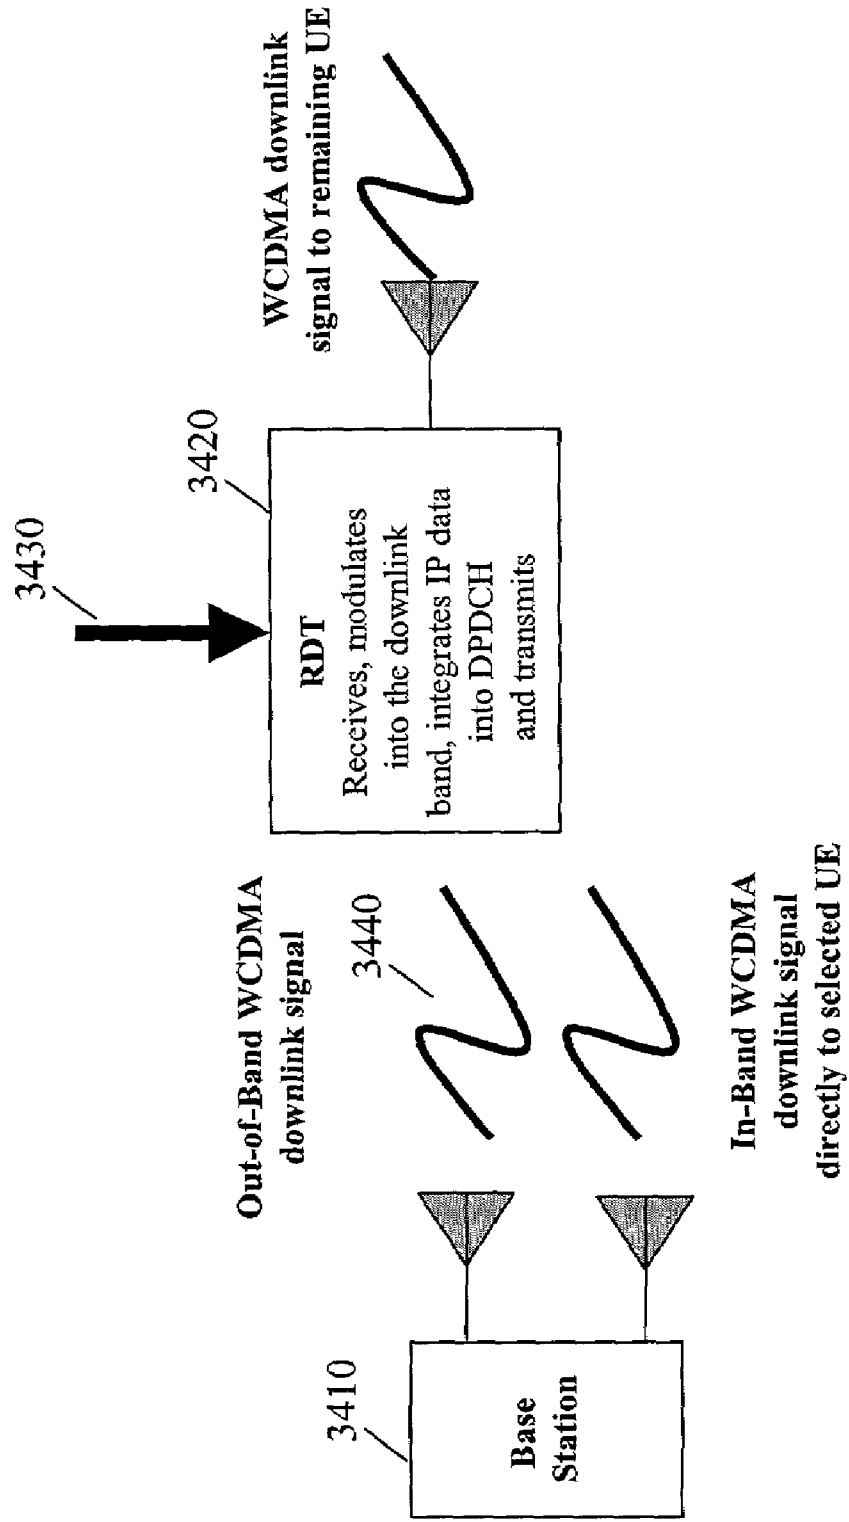 3410
Base
Station
Out-of-Band WCDMA
downlink signal
3440
In-Band WCDMA
downlink signal
directly to selected UE
3430
3420
RDT
Receives, modulates
into the downlink
band, integrates IP data
into DPDCH
and transmits
WCDMA downlink
signal to remaining UE